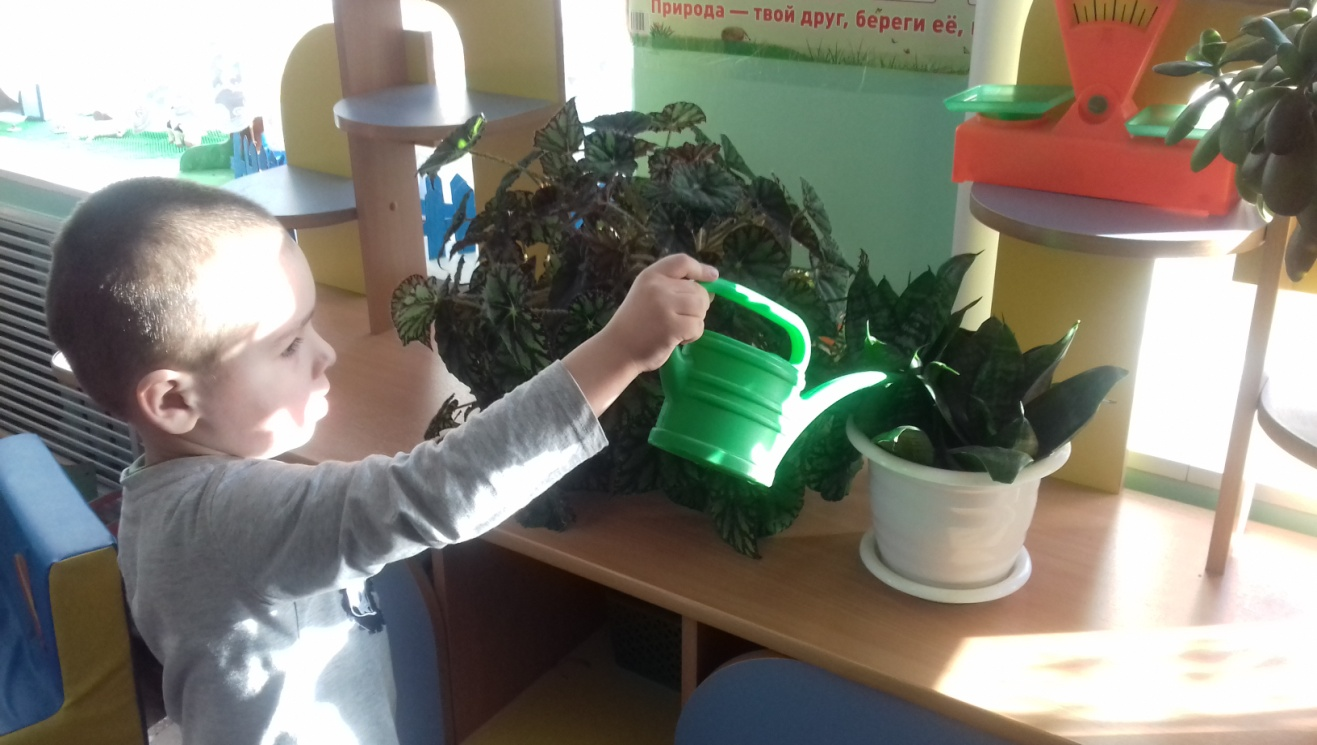 Природа — твой друг, береги её,